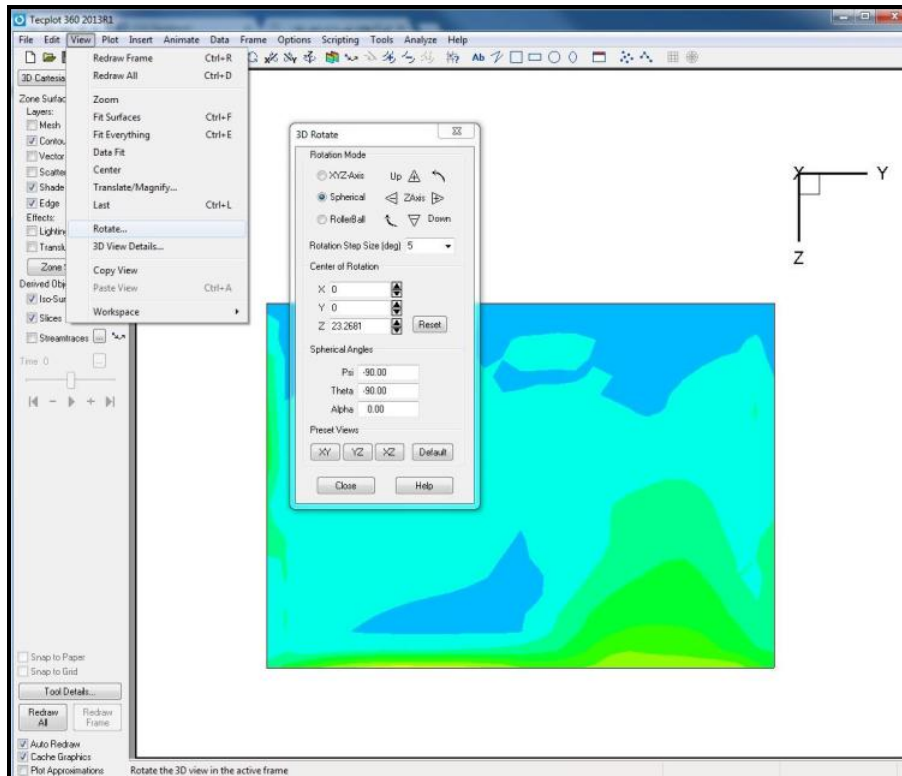 Tecplot 360 2013R1
File Edit View Plot Insert Animate Data Frame Options Scripting Tools Analyze Help
3D Cartesia
Zone Surfac
Layers:
Mesh
Contou
Vector
Scatte
Shade
Edge
Effects:
Lightin
Transl
Zone S
Derived Obj
Iso-Sur
Slices
Streamtraces ...
Time 0
Snap to Paper
Snap to Grid
Tool Details...
Redraw All
Redraw Frame
Auto Redraw
Cache Graphics
Plot Approximations
Redraw Frame Ctrl+R
Redraw All Ctrl+D
Zoom
Fit Surfaces Ctrl+F
Fit Everything Ctrl+E
Data Fit
Center
Translate/Magnify...
Last Ctrl+L
Rotate...
3D View Details...
Copy View
Paste View Ctrl+A
Workspace
Ab
3D Rotate
Rotation Mode
XYZ-Axis Up
Spherical ZAxis
RollerBall Down
Rotation Step Size (deg) 5
Center of Rotation
X 0
Y 0
Z 23.2681 Reset
Spherical Angles
Psi -90.00
Theta -90.00
Alpha 0.00
Preset Views
XY YZ XZ Default
Close Help
X Y
Z
Rotate the 3D view in the active frame